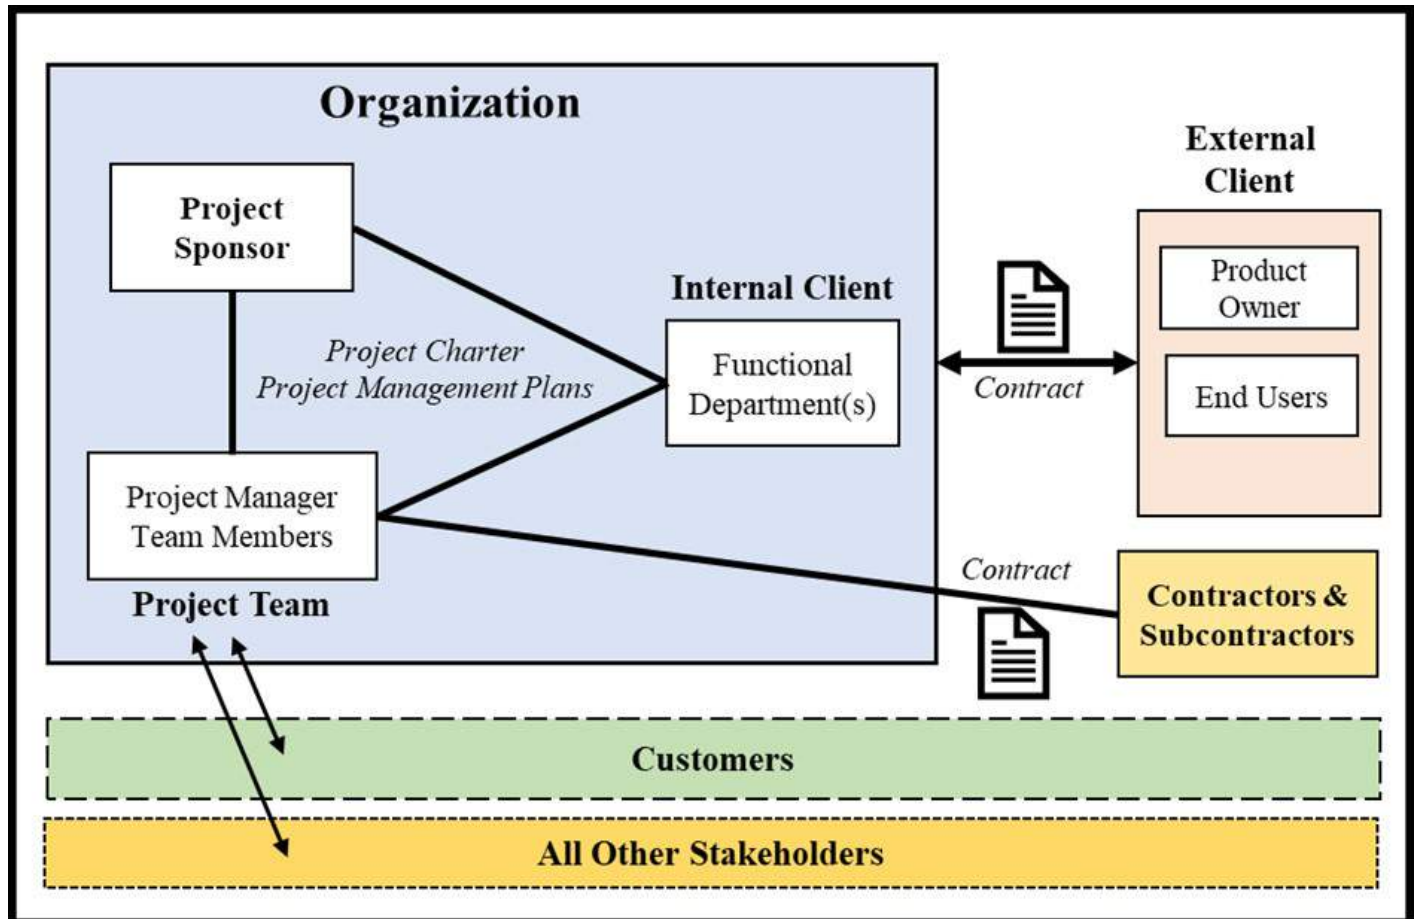 Organization
Project
Sponsor
Project Charter
Project Management Plans
Internal Client
Functional
Department(s)
Project Manager
Team Members
Project Team
Contract
External
Client
Product
Owner
End Users
Contract
Contractors &
Subcontractors
Customers
All Other Stakeholders